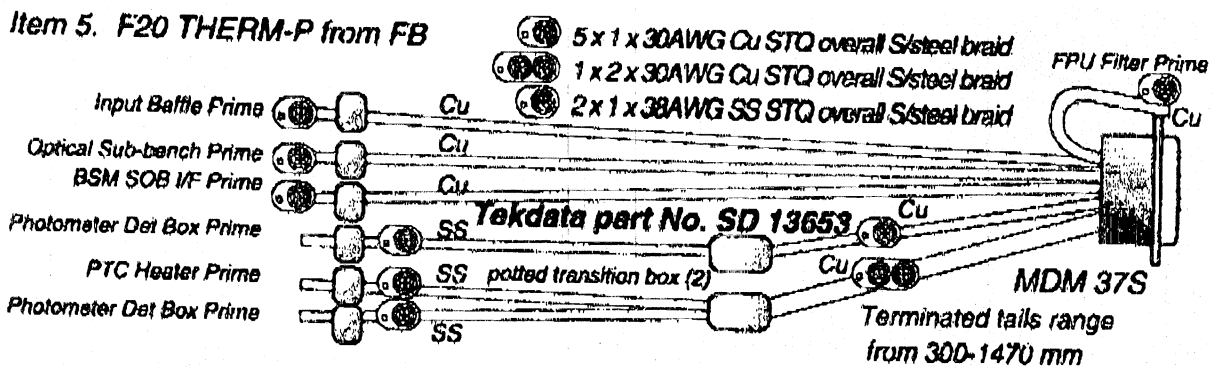 Item 5. F20 THERM-P from FB
5 x 1 x 30AWG Cu STQ overall S/steel braid
1 x 2 x 30AWG Cu STQ overall S/steel braid
2 x 1 x 38AWG SS STQ overall S/steel braid
FPU Filter Prime
Cu
Input Baffle Prime
Cu
Optical Sub-bench Prime
Cu
BSM SOB I/F Prime
Cu
Tekdata part No. SD 13653
Cu
Photometer Det Box Prime
SS
PTC Heater Prime
SS
potted transition box (2)
Cu
MDM 37S
Photometer Det Box Prime
SS
Terminated tails range
from 300-1470 mm